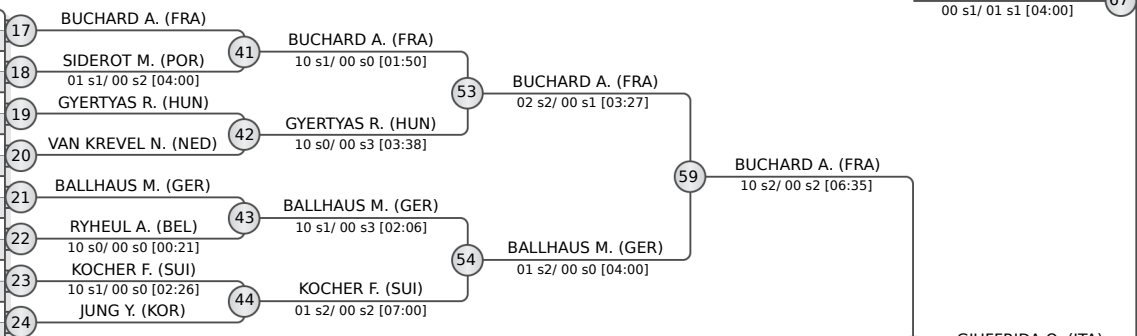 00 s1/ 01 s1 [04:00]
67
17
BUCHARD A. (FRA)
18
SIDEROT M. (POR)
01 s1/ 00 s2 [04:00]
19
GYERTYAS R. (HUN)
20
VAN KREVEL N. (NED)
21
BALLHAUS M. (GER)
22
RYHEUL A. (BEL)
10 s0/ 00 s0 [00:21]
23
KOCHER F. (SUI)
10 s1/ 00 s0 [02:26]
24
JUNG Y. (KOR)
41
BUCHARD A. (FRA)
10 s1/ 00 s0 [01:50]
42
GYERTYAS R. (HUN)
10 s0/ 00 s3 [03:38]
43
BALLHAUS M. (GER)
10 s1/ 00 s3 [02:06]
44
KOCHER F. (SUI)
01 s2/ 00 s2 [07:00]
53
BUCHARD A. (FRA)
02 s2/ 00 s1 [03:27]
54
BALLHAUS M. (GER)
01 s2/ 00 s0 [04:00]
59
BUCHARD A. (FRA)
10 s2/ 00 s2 [06:35]